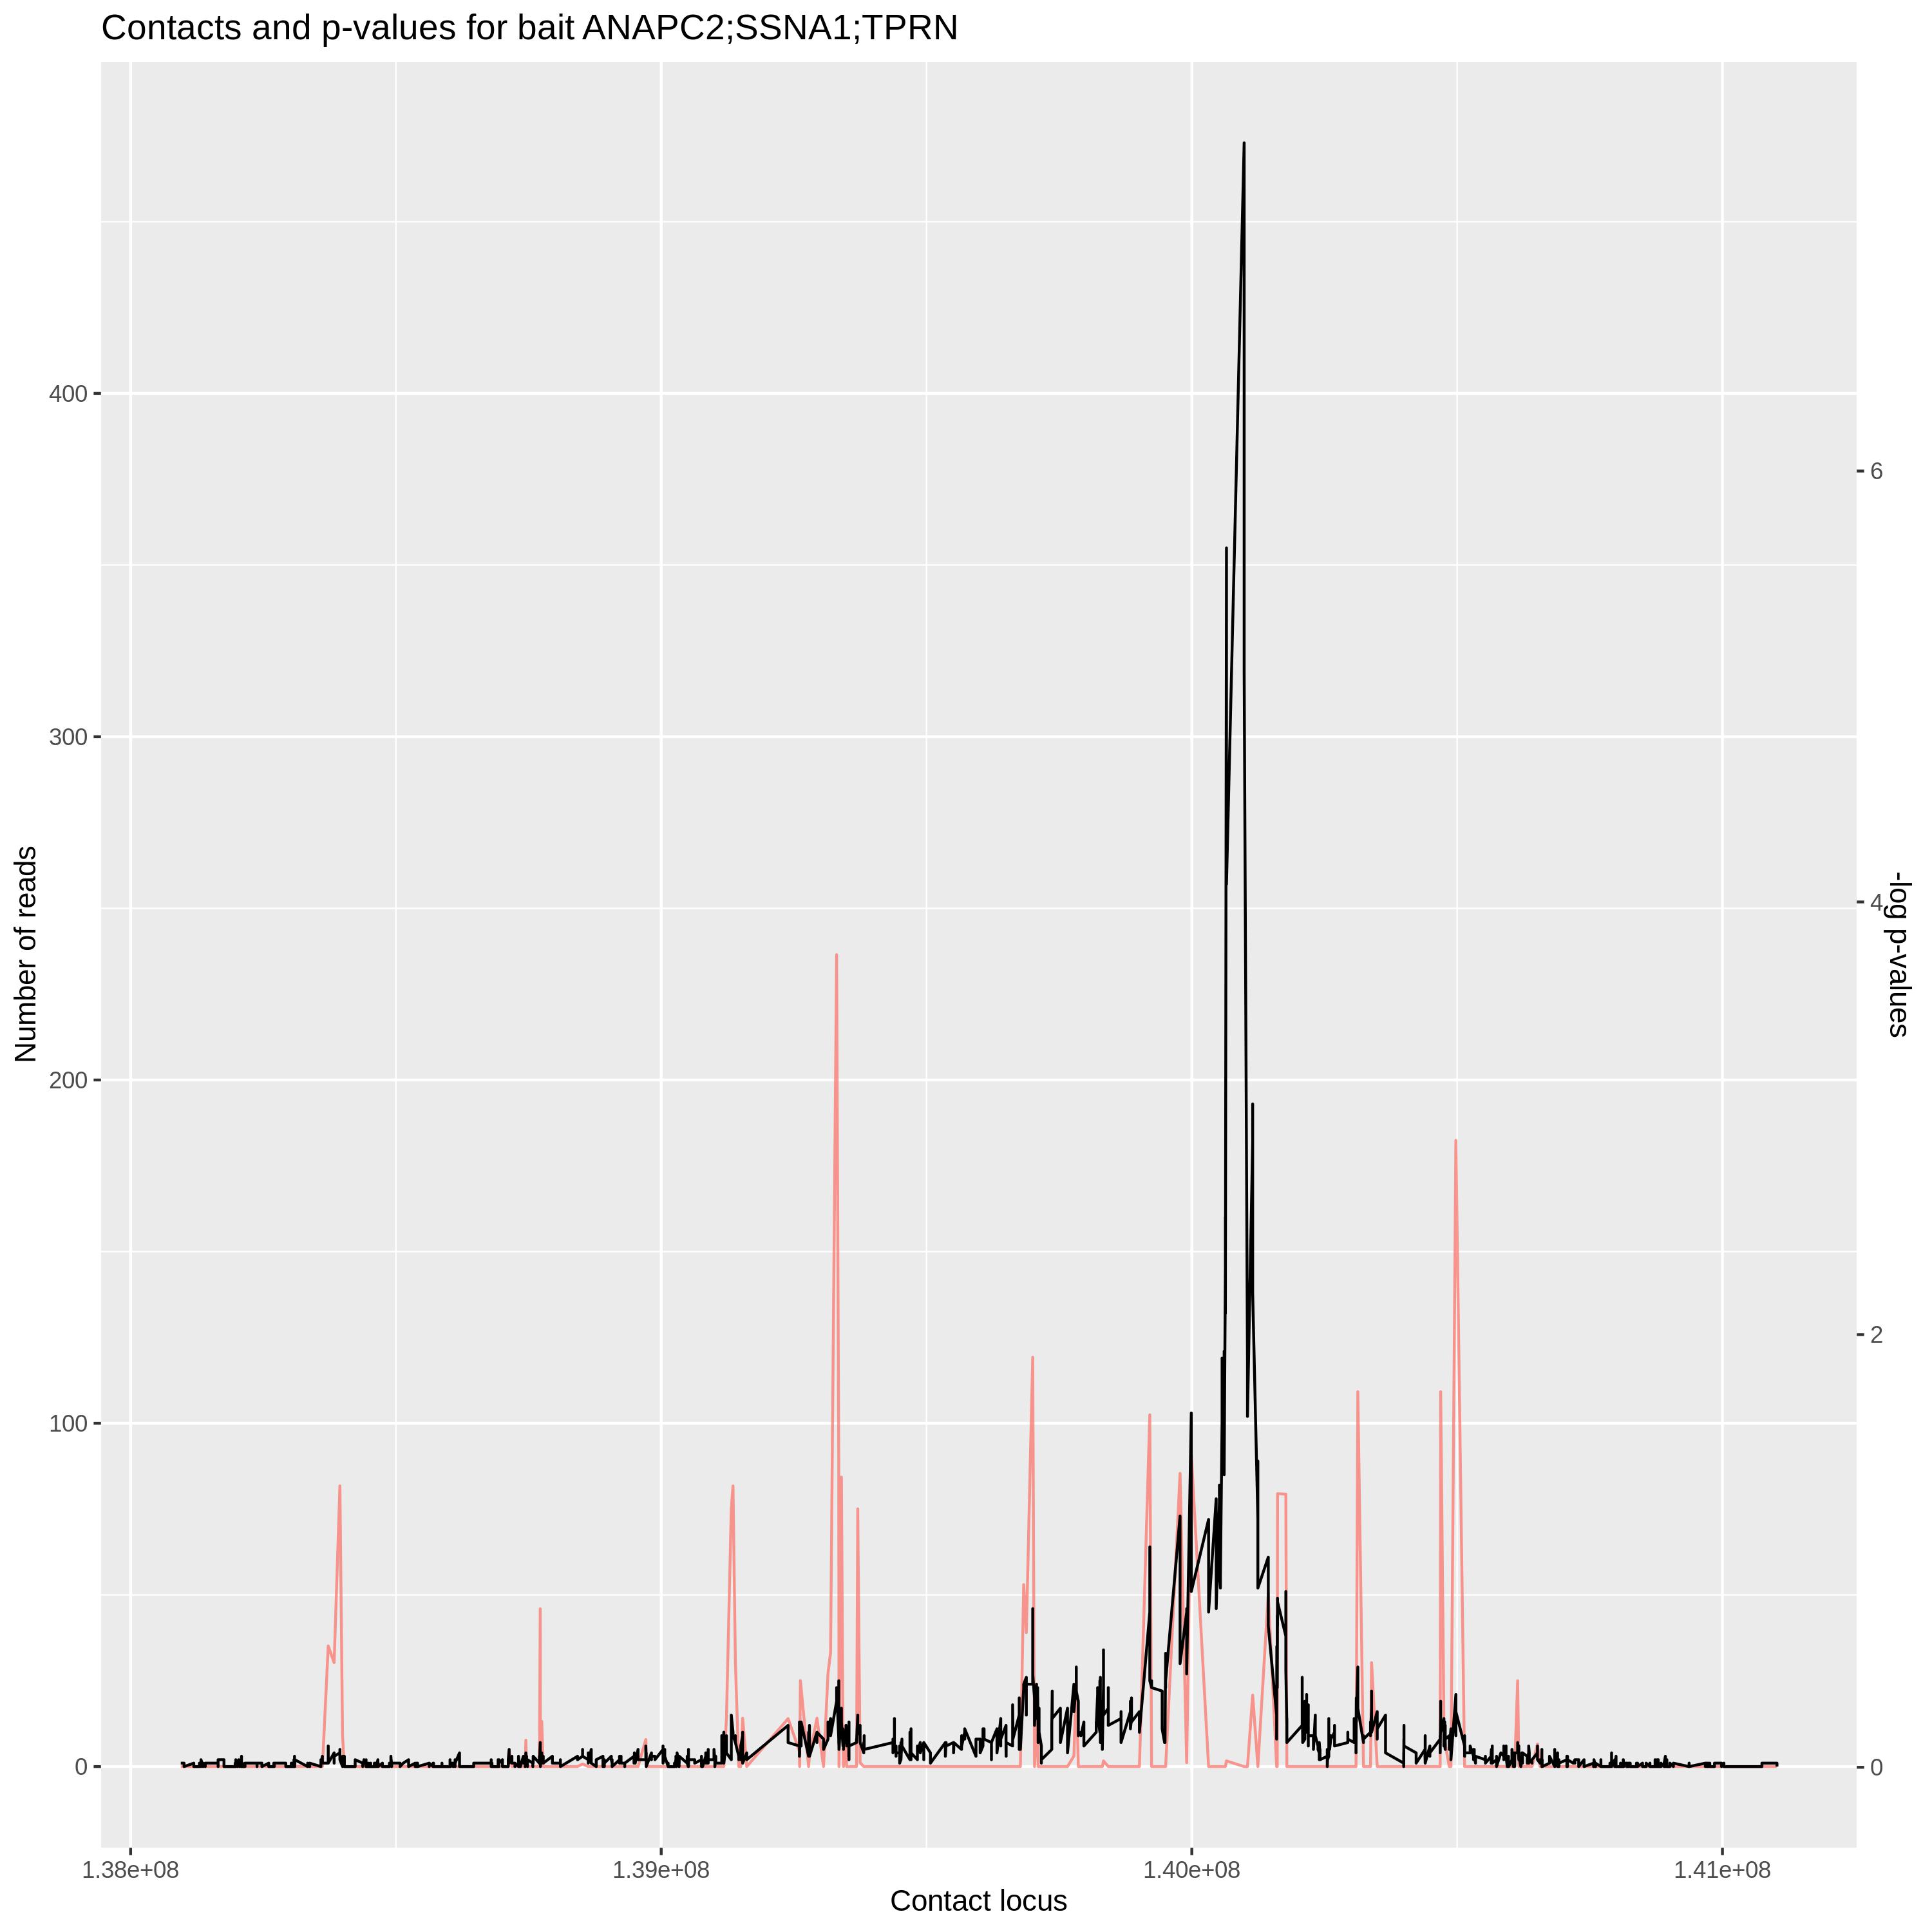 Contacts and p-values for bait ANAPC2;SSNA1;TPRN
Number of reads
400
300
200
100
0
6
4
2
0
-log p-values
1.38e+08
1.39e+08
1.40e+08
1.41e+08
Contact locus